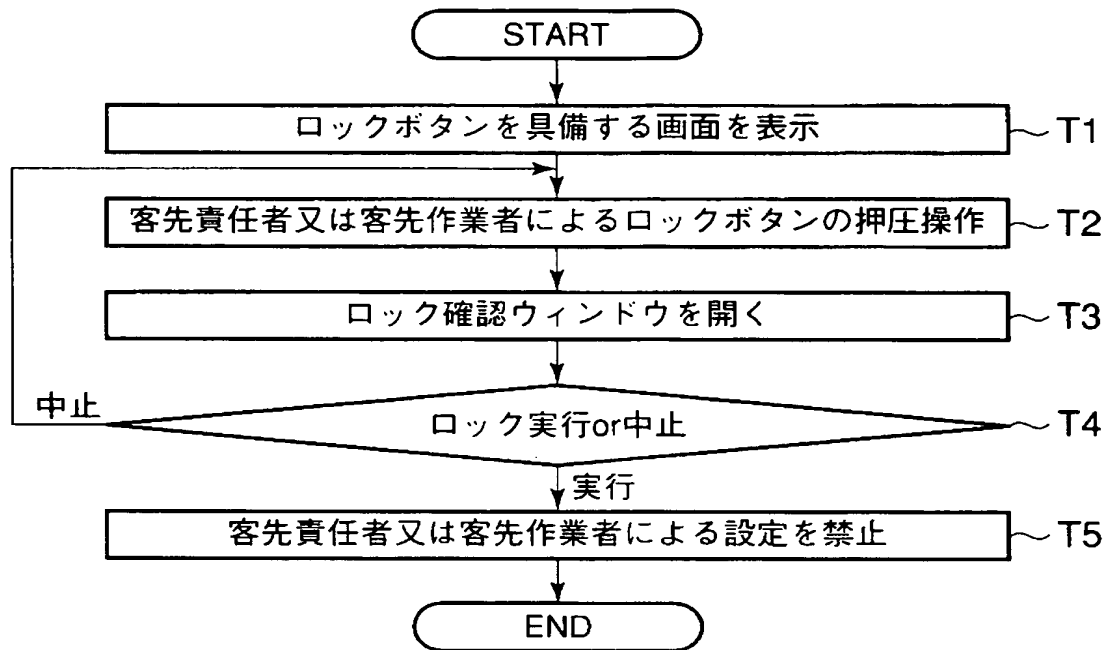 START
ロックボタンを具備する画面を表示
T1
客先責任者又は客先作業者によるロックボタンの押圧操作
T2
ロック確認ウィンドウを開く
T3
中止
ロック実行or中止
T4
実行
客先責任者又は客先作業者による設定を禁止
T5
END